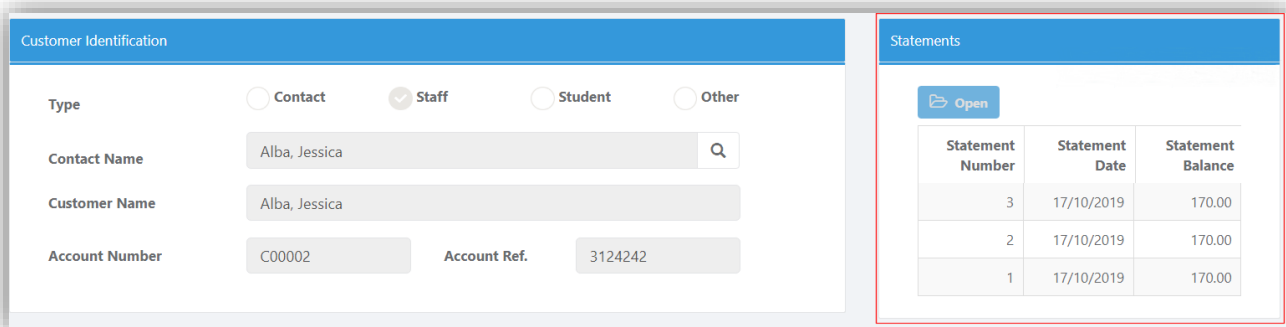 Customer Identification
Type Contact Staff Student Other
Contact Name Alba, Jessica
Customer Name Alba, Jessica
Account Number C00002 Account Ref. 3124242
Statements
Open
Statement Number Statement Date Statement Balance
3 17/10/2019 170.00
2 17/10/2019 170.00
1 17/10/2019 170.00